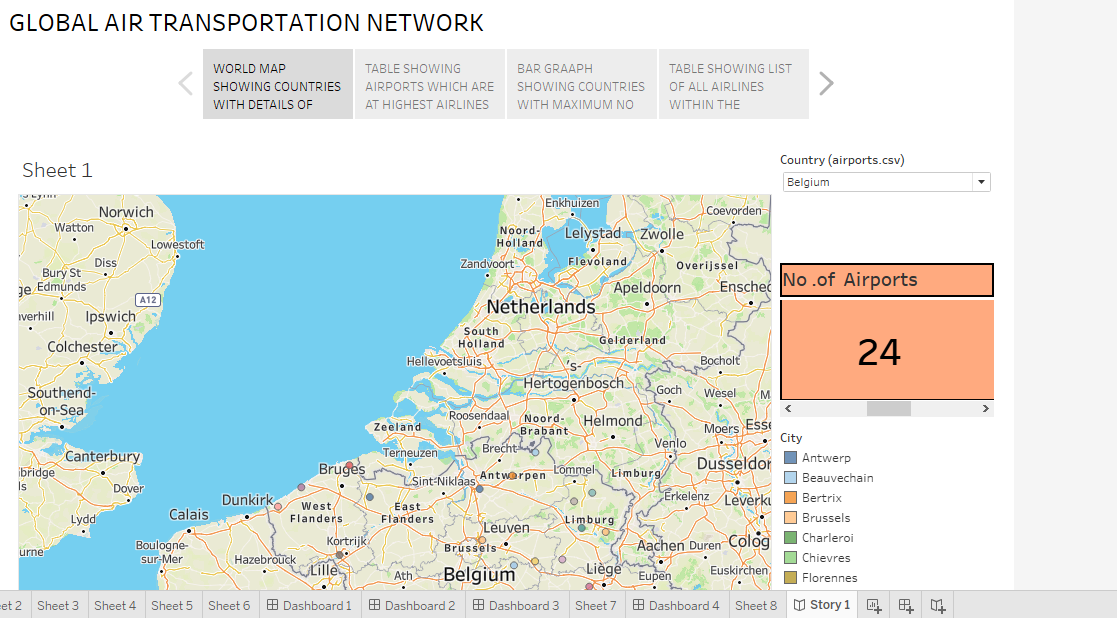 GLOBAL AIR TRANSPORTATION NETWORK
WORLD MAP
SHOWING COUNTRIES
WITH DETAILS OF
TABLE SHOWING
AIRPORTS WHICH ARE
AT HIGHEST AIRLINES
BAR GRAAPH
SHOWING COUNTRIES
WITH MAXIMUM NO
TABLE SHOWING LIST
OF ALL AIRLINES
WITHIN THE
Sheet 1
Country (airports.csv)
Belgium
No .of Airports
24
City
Antwerp
Beauvechain
Bertrix
Brussels
Charleroi
Chievres
Florennes
Norwich
Watton
Lowestoft
Diss
Bury St
Edmunds
A12
Ipswich
Colchester
Southend-
on-Sea
Canterbury
Dover
Lydd
Calais
Dunkirk
Boulogne-
sur-Mer
Hazebrouck
Lille
Kortrijk
West
Flanders
East
Flanders
Bruges
Zeeland
Terneuzen
Sint-Niklaas
Antwerpen
Brecht
Roosendaal
Noord-
Brabant
Hellevoetsluis
South
Holland
Netherlands
Zandvoort
Noord-
Holland
Enkhuizen
Lelystad
Flevoland
Zwolle
Coevorden
Overijssel
Apeldoorn
Gelderland
'S-
Hertogenbosch
Helmond
Bocholt
Goch
Wesel
Moers
Venlo
Lommel
Limburg
Limburg
Erkelenz
Leuven
Brussels
Belgium
Ath
Liège
Eupen
Aachen
Duren
Euskirchen
Sheet 3
Sheet 4
Sheet 5
Sheet 6
Dashboard 1
Dashboard 2
Dashboard 3
Sheet 7
Dashboard 4
Sheet 8
Story 1